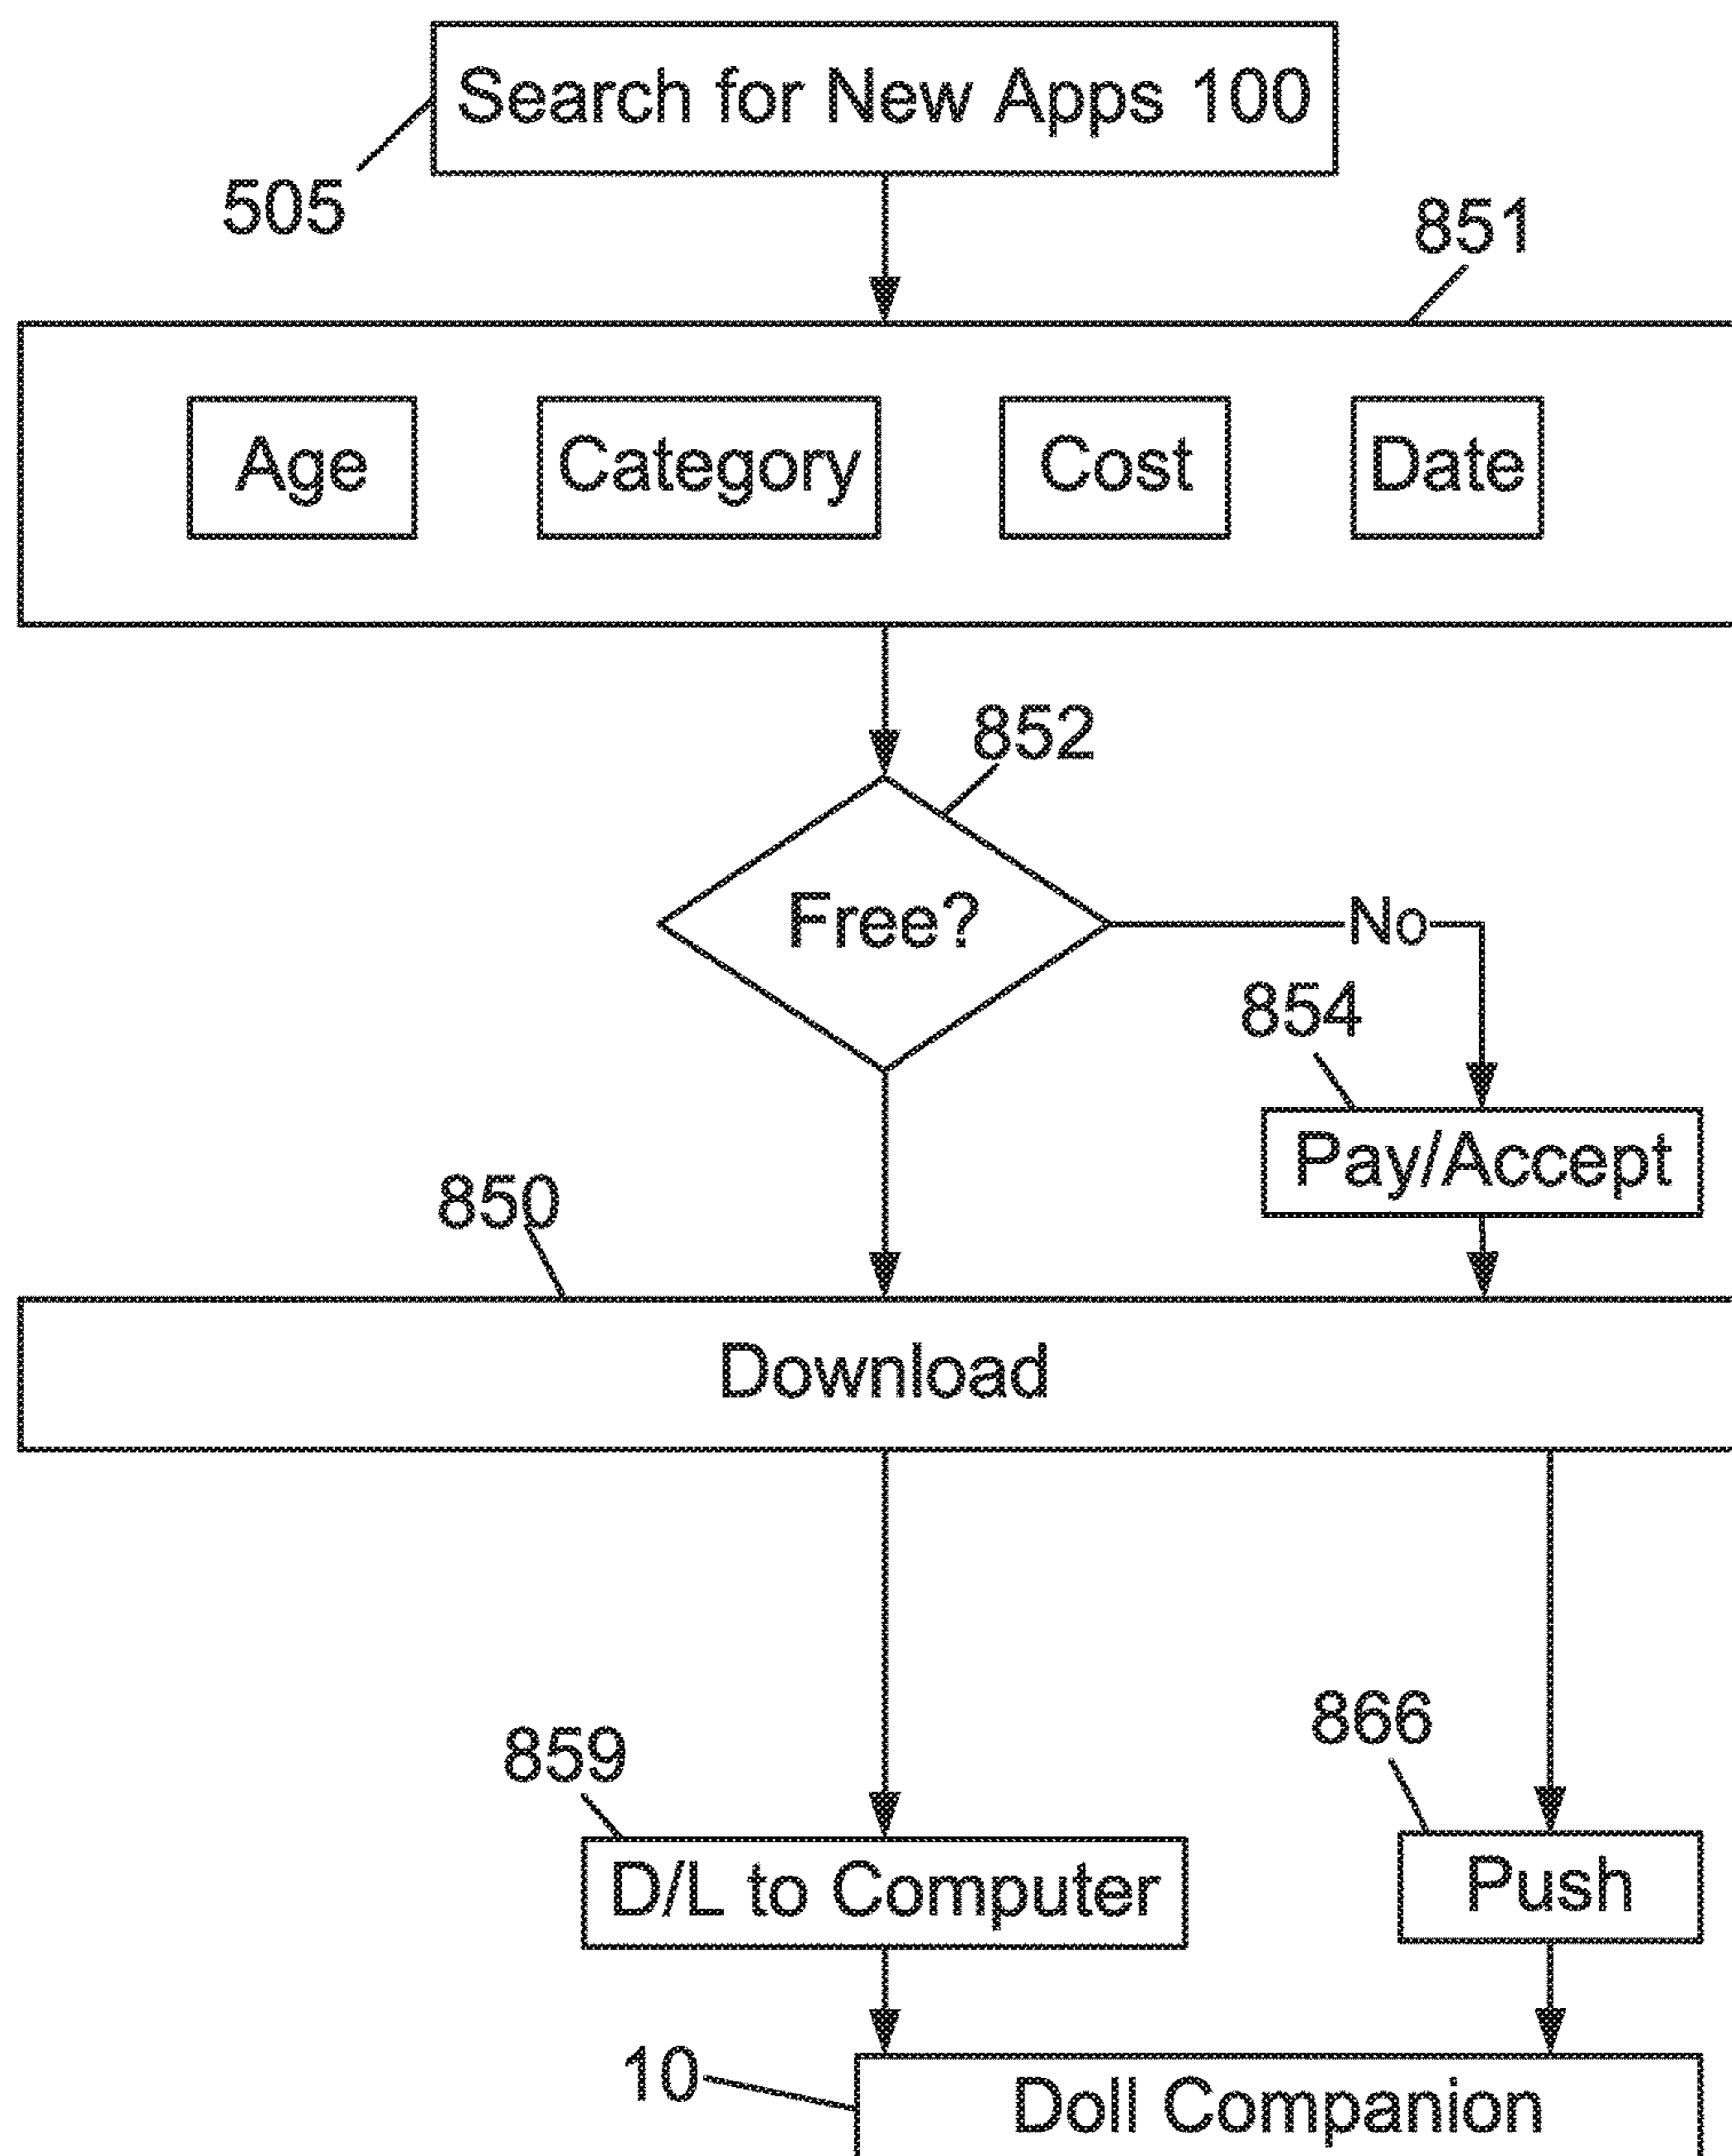 Search for New Apps 100
505
851
Age
Category
Cost
Date
852
Free?
No
854
Pay/Accept
850
Download
859
866
D/L to Computer
Push
10
Doll Companion